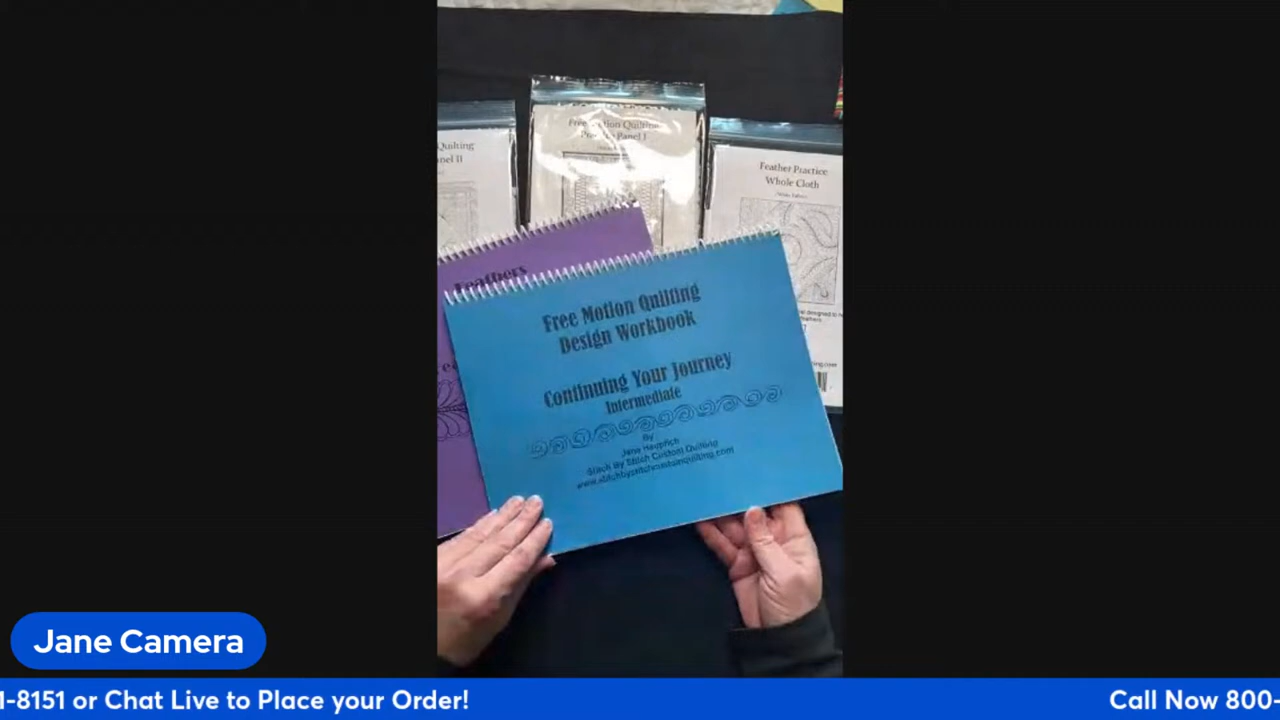 Quilting
nel II
Free Motion Quilting
Practice Panel I
Feather Practice
Whole Cloth
Feathers
Free Motion Quilting
Design Workbook
Continuing Your Journey
Intermediate
By
Jane Hauprich
Stitch By Stitch Custom Quilting
www.stitchbystitchcustomquilting.com
Jane Camera
1-8151 or Chat Live to Place your Order!
Call Now 800-